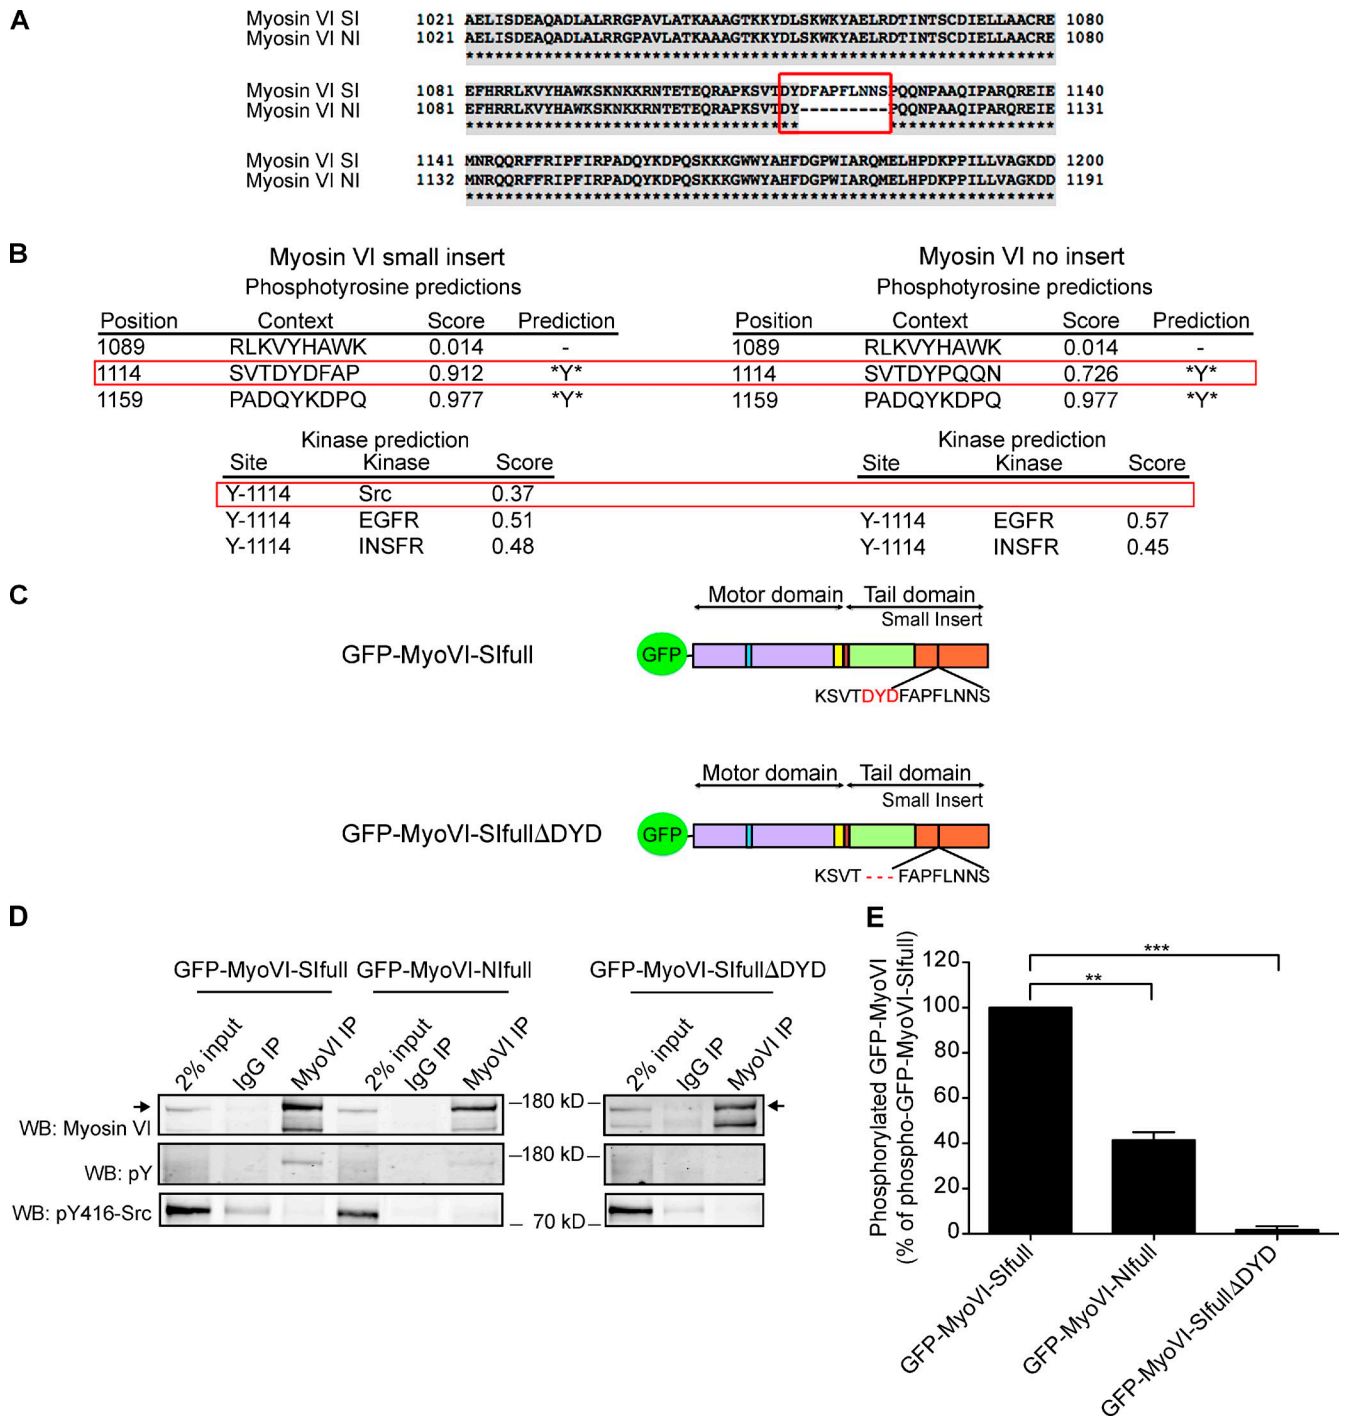 A
Myosin VI SI 1021 AELISDEAQADLALRRGPAVLATKAAAGTKKYDLSKWKYAELRDTINTSCDIELLAACRE 1080
Myosin VI NI 1021 AELISDEAQADLALRRGPAVLATKAAAGTKKYDLSKWKYAELRDTINTSCDIELLAACRE 1080
************************************************************
Myosin VI SI 1081 EFHRRLKVYHAWKSKNKKRNTETEQRAPKSVTDYDFAPFLNNSPQQNPAAQIPARQREIE 1140
Myosin VI NI 1081 EFHRRLKVYHAWKSKNKKRNTETEQRAPKSVTDY---------PQQNPAAQIPARQREIE 1131
********************************** *****************
Myosin VI SI 1141 MNRQQRFFRIPFIRPADQYKDPQSKKKGWWYAHFDGPWIARQMELHPDKPPILLVAGKDD 1200
Myosin VI NI 1132 MNRQQRFFRIPFIRPADQYKDPQSKKKGWWYAHFDGPWIARQMELHPDKPPILLVAGKDD 1191
************************************************************
B
Myosin VI small insert
Phosphotyrosine predictions
Position Context Score Prediction
1089 RLKVYHAWK 0.014 -
1114 SVTDYDFAP 0.912 *Y*
1159 PADQYKDPQ 0.977 *Y*
Kinase prediction
Site Kinase Score
Y-1114 Src 0.37
Y-1114 EGFR 0.51
Y-1114 INSFR 0.48
Myosin VI no insert
Phosphotyrosine predictions
Position Context Score Prediction
1089 RLKVYHAWK 0.014 -
1114 SVTDYPQQN 0.726 *Y*
1159 PADQYKDPQ 0.977 *Y*
Kinase prediction
Site Kinase Score
Y-1114 EGFR 0.57
Y-1114 INSFR 0.45
C
Motor domain Tail domain
Small Insert
GFP-MyoVI-SIfull GFP
KSVTDYDFAPFLNNS
Motor domain Tail domain
Small Insert
GFP-MyoVI-SIfullΔDYD GFP
KSVT---FAPFLNNS
D
GFP-MyoVI-SIfull GFP-MyoVI-NIfull GFP-MyoVI-SIfullΔDYD
2% input IgG IP MyoVI IP 2% input IgG IP MyoVI IP 2% input IgG IP MyoVI IP
WB: Myosin VI
180 kD
WB: pY
180 kD
WB: pY416-Src
70 kD
E
Phosphorylated GFP-MyoVI
(% of phospho-GFP-MyoVI-SIfull)
120
100
80
60
40
20
0
***
**
GFP-MyoVI-SIfull
GFP-MyoVI-NIfull
GFP-MyoVI-SIfullΔDYD